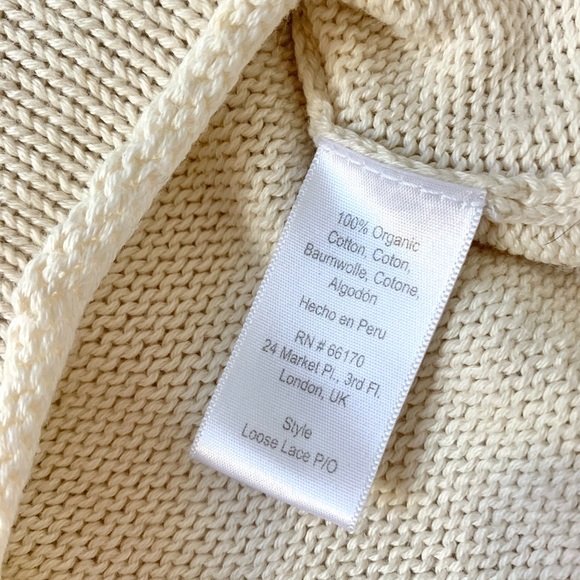 100% Organic
Cotton, Coton,
Baumwolle, Cotone,
Algodón
Hecho en Peru
RN # 66170
24 Market Pl., 3rd Fl.
London, UK
Style
Loose Lace P/O